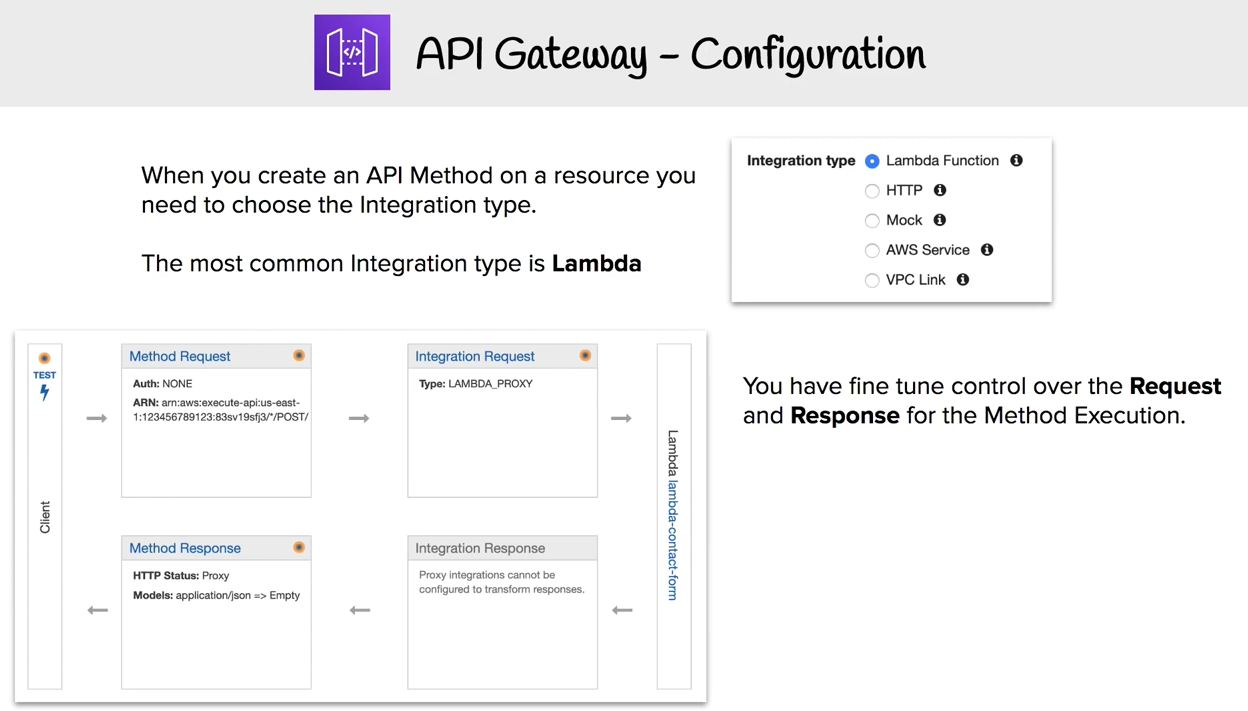 API Gateway – Configuration
When you create an API Method on a resource you
need to choose the Integration type.
The most common Integration type is Lambda
Integration type Lambda Function
HTTP
Mock
AWS Service
VPC Link
TEST
Client
Method Request
Auth: NONE
ARN: arn:aws:execute-api:us-east-
1:123456789123:83sv19sfj3/*/POST/
Integration Request
Type: LAMBDA_PROXY
Lambda lambda-contact-form
Method Response
HTTP Status: Proxy
Models: application/json => Empty
Integration Response
Proxy integrations cannot be
configured to transform responses.
You have fine tune control over the Request
and Response for the Method Execution.